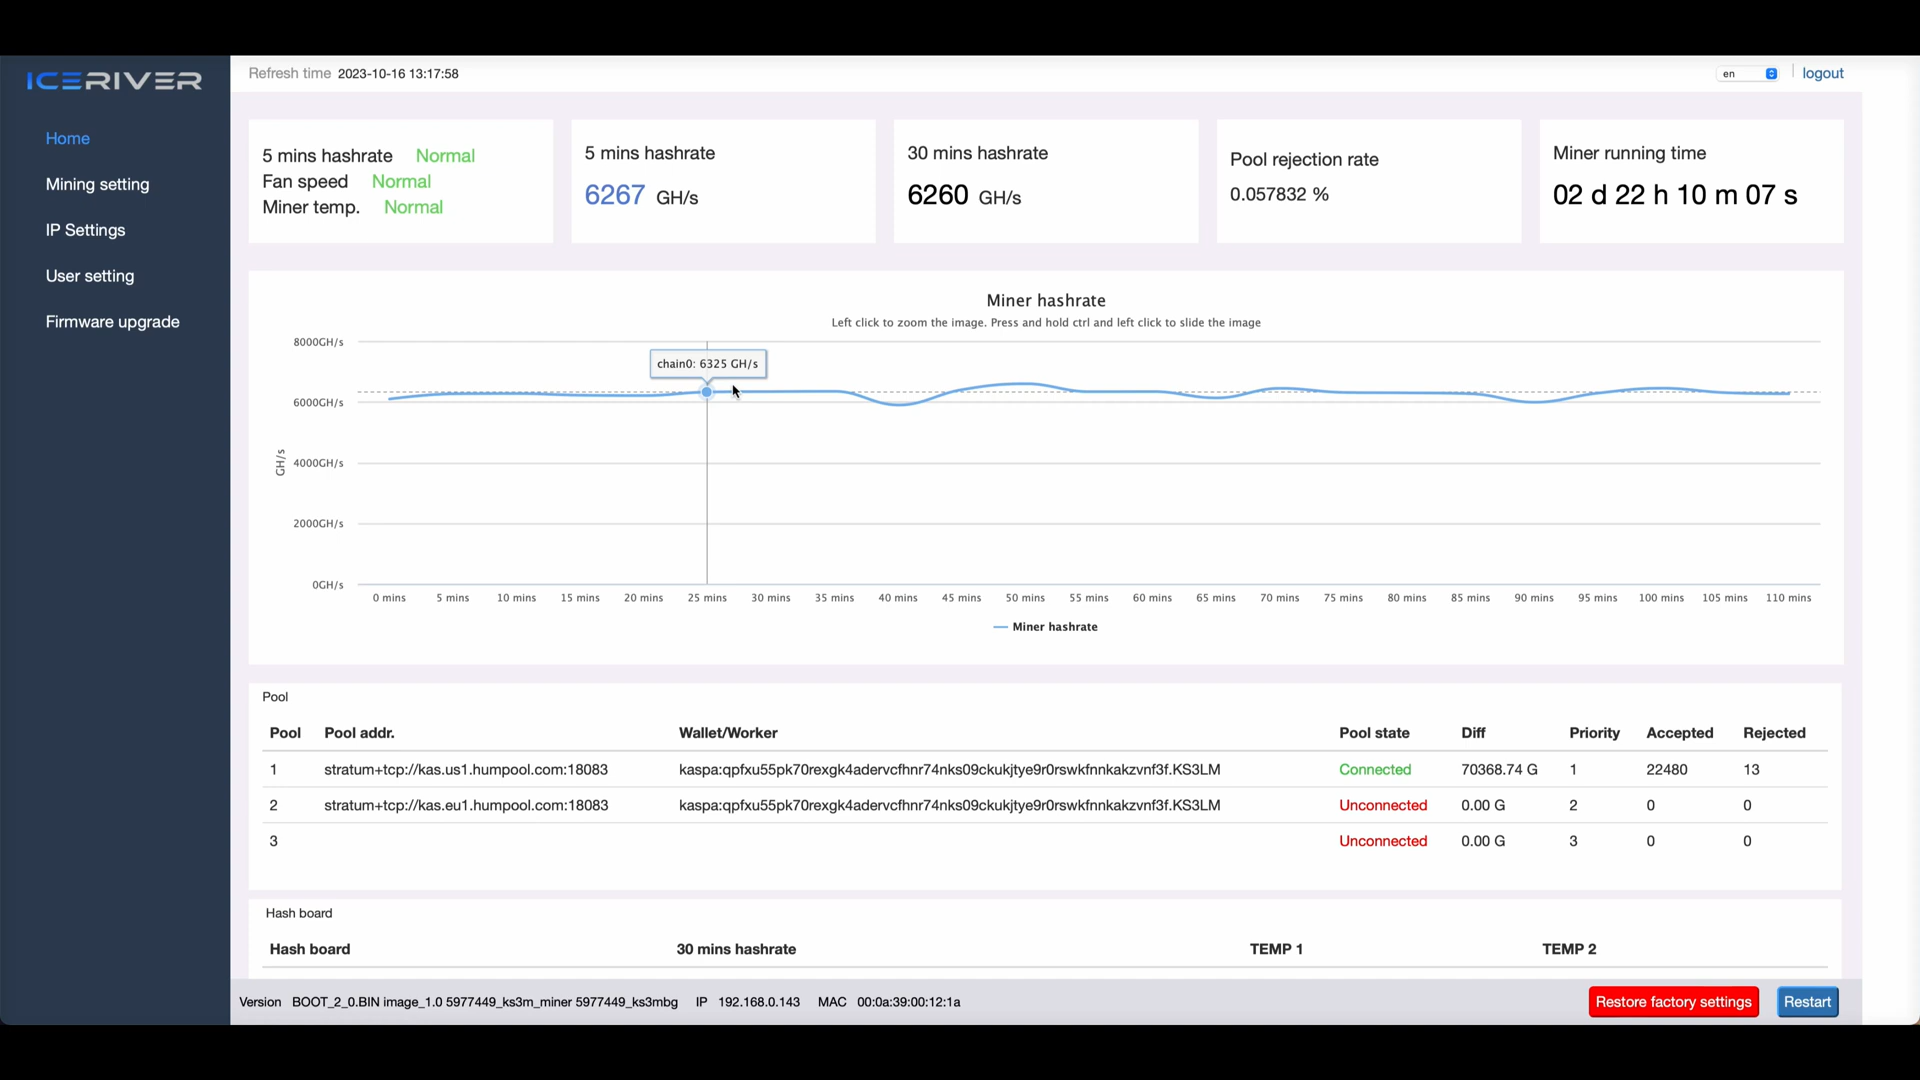 ICERIVER
Refresh time 2023-10-16 13:17:58
en
logout
Home
Mining setting
IP Settings
User setting
Firmware upgrade
5 mins hashrate Normal
Fan speed Normal
Miner temp. Normal
5 mins hashrate
6267 GH/s
30 mins hashrate
6260 GH/s
Pool rejection rate
0.057832 %
Miner running time
02 d 22 h 10 m 07 s
Miner hashrate
Left click to zoom the image. Press and hold ctrl and left click to slide the image
8000GH/s
6000GH/s
4000GH/s
2000GH/s
0GH/s
GH/s
chain0: 6325 GH/s
0 mins 5 mins 10 mins 15 mins 20 mins 25 mins 30 mins 35 mins 40 mins 45 mins 50 mins 55 mins 60 mins 65 mins 70 mins 75 mins 80 mins 85 mins 90 mins 95 mins 100 mins 105 mins 110 mins
Miner hashrate
Pool
Pool Pool addr. Wallet/Worker Pool state Diff Priority Accepted Rejected
1 stratum+tcp://kas.us1.humpool.com:18083 kaspa:qpfxu55pk70rexgk4adervcfhnr74nks09ckukjtye9r0rswkfnnkakzvnf3f.KS3LM Connected 70368.74 G 1 22480 13
2 stratum+tcp://kas.eu1.humpool.com:18083 kaspa:qpfxu55pk70rexgk4adervcfhnr74nks09ckukjtye9r0rswkfnnkakzvnf3f.KS3LM Unconnected 0.00 G 2 0 0
3 Unconnected 0.00 G 3 0 0
Hash board
Hash board 30 mins hashrate TEMP 1 TEMP 2
Version BOOT_2_0.BIN image_1.0 5977449_ks3m_miner 5977449_ks3mbg IP 192.168.0.143 MAC 00:0a:39:00:12:1a
Restore factory settings
Restart